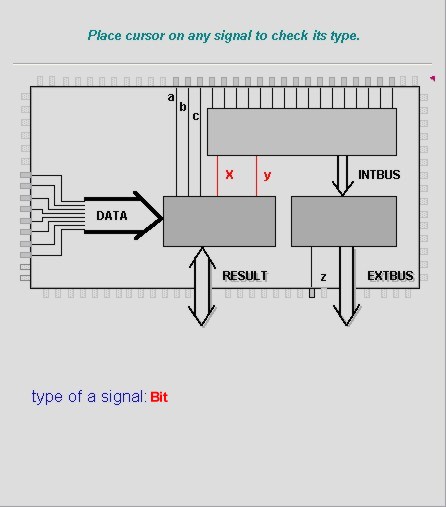 Place cursor on any signal to check its type.
a
b
c
X y
INTBUS
DATA
RESULT
z
EXTBUS
type of a signal: Bit